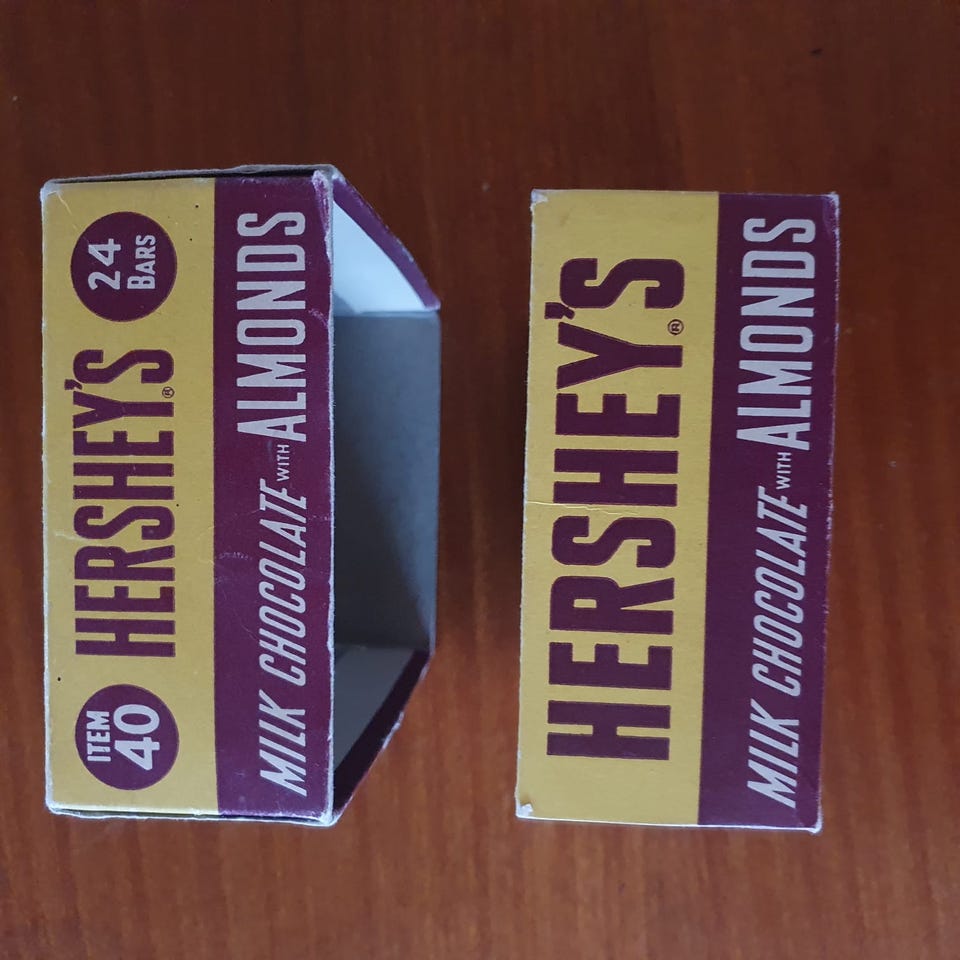 ITEM 40
HERSHEY'S®
24 BARS
MILK CHOCOLATE WITH ALMONDS
HERSHEY'S®
MILK CHOCOLATE WITH ALMONDS